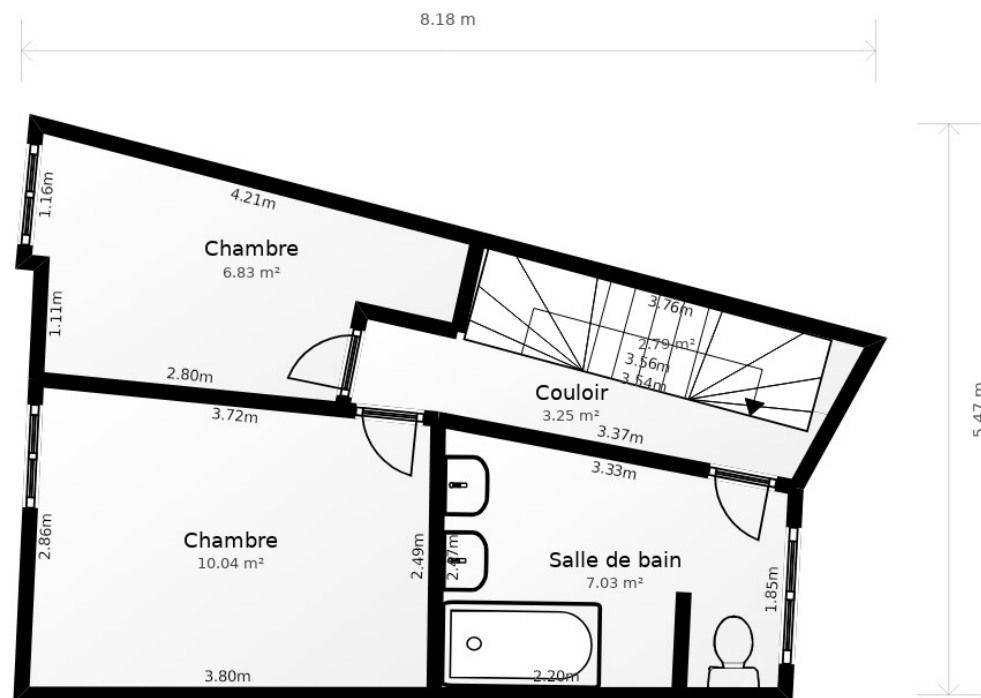 8.18 m
4.21m
1.16m
Chambre
6.83 m²
1.11m
2.80m
3.76m
2.79 m²
3.56m
3.54m
Couloir
3.25 m²
3.37m
3.33m
5.47 m
3.72m
2.86m
Chambre
10.04 m²
2.49m
Salle de bain
7.03 m²
1.85m
3.80m
2.20m